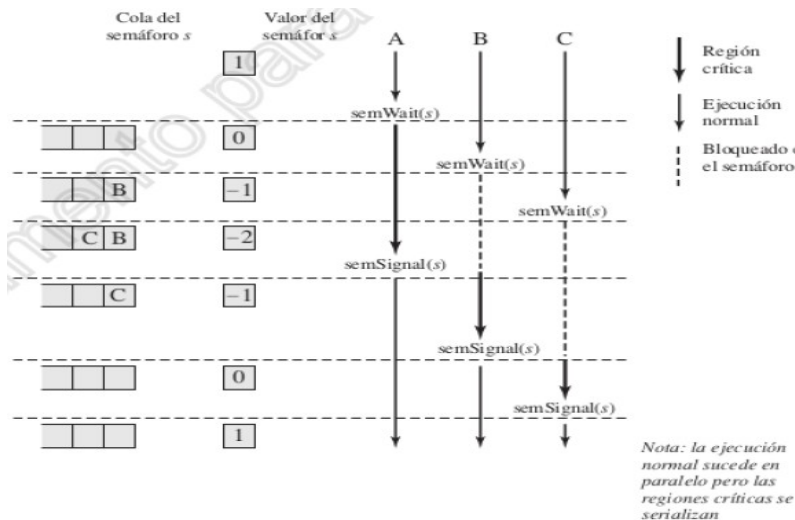 Cola del
semáforo s
Valor del
semáfor s
A
B
C
1
semWait(s)
0
semWait(s)
B
-1
semWait(s)
C B
-2
semSignal(s)
C
-1
semSignal(s)
0
semSignal(s)
1
Región
crítica
Ejecución
normal
Bloqueado
el semáforo
Nota: la ejecución
normal sucede en
paralelo pero las
regiones críticas se
serializan